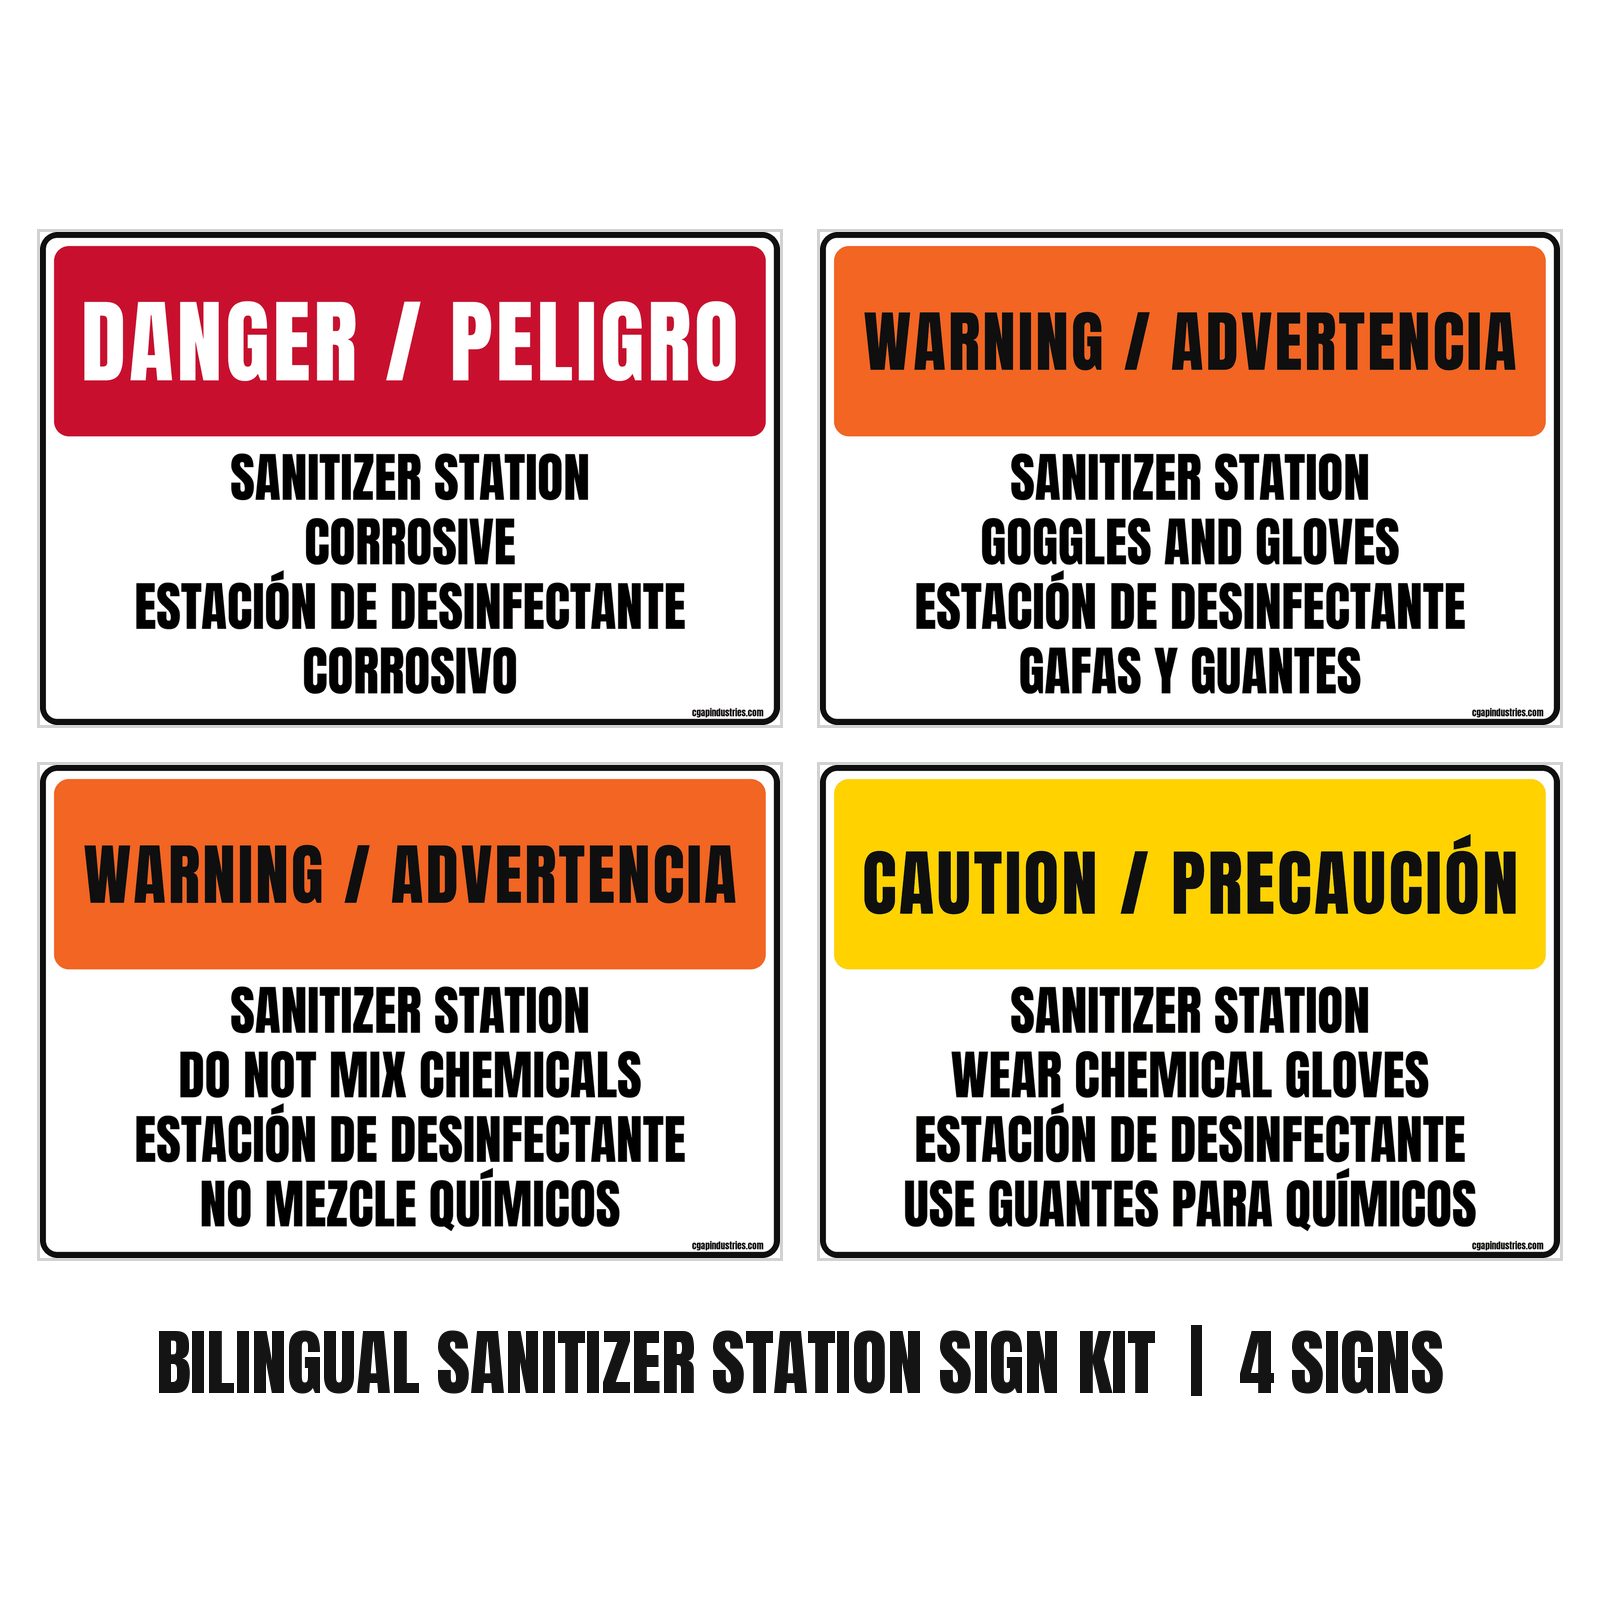 DANGER / PELIGRO
SANITIZER STATION
CORROSIVE
ESTACIÓN DE DESINFECTANTE
CORROSIVO
cgapindustries.com
WARNING / ADVERTENCIA
SANITIZER STATION
GOGGLES AND GLOVES
ESTACIÓN DE DESINFECTANTE
GAFAS Y GUANTES
cgapindustries.com
WARNING / ADVERTENCIA
SANITIZER STATION
DO NOT MIX CHEMICALS
ESTACIÓN DE DESINFECTANTE
NO MEZCLE QUÍMICOS
cgapindustries.com
CAUTION / PRECAUCIÓN
SANITIZER STATION
WEAR CHEMICAL GLOVES
ESTACIÓN DE DESINFECTANTE
USE GUANTES PARA QUÍMICOS
cgapindustries.com
BILINGUAL SANITIZER STATION SIGN KIT | 4 SIGNS